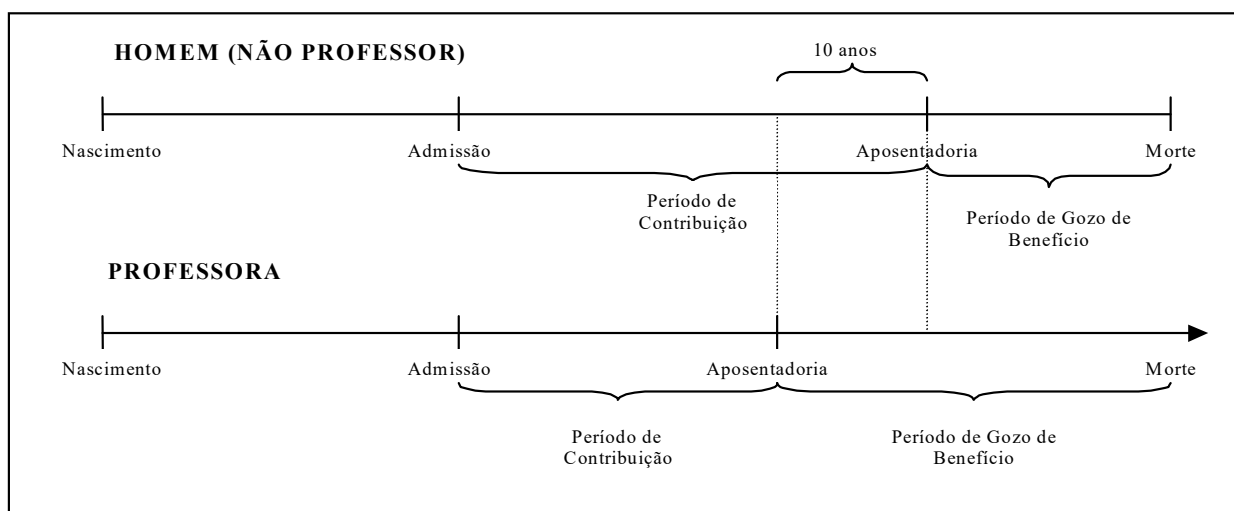 HOMEM (NÃO PROFESSOR)
10 anos
Nascimento
Admissão
Aposentadoria
Morte
Período de
Contribuição
Período de Gozo de
Benefício
PROFESSORA
Nascimento
Admissão
Aposentadoria
Morte
Período de
Contribuição
Período de Gozo de
Benefício